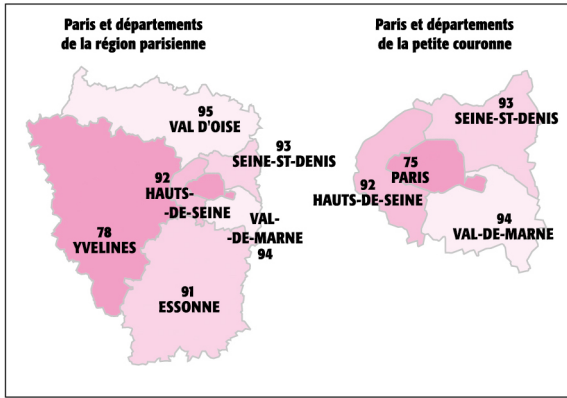 Paris et départements
de la région parisienne
95
VAL D'OISE
93
SEINE-ST-DENIS
92
HAUTS-
-DE-SEINE
VAL-
-DE-MARNE
94
78
YVELINES
91
ESSONNE
Paris et départements
de la petite couronne
93
SEINE-ST-DENIS
75
PARIS
92
HAUTS-DE-SEINE
94
VAL-DE-MARNE